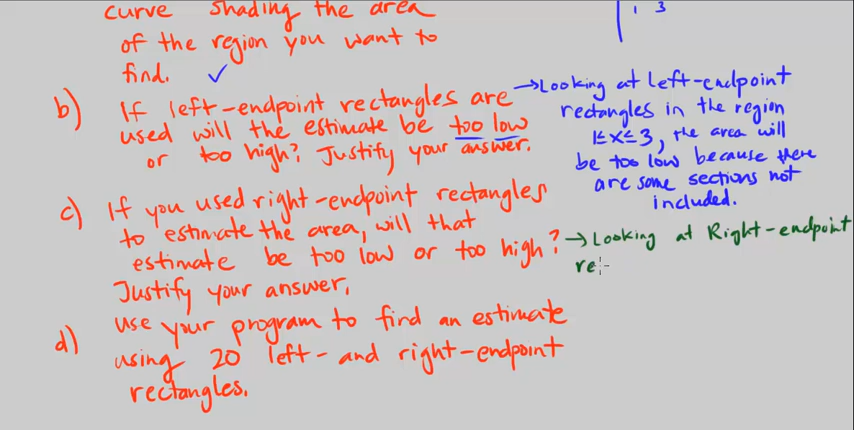 curve shading the area
of the region you want to
find.
1 3
b) If left-endpoint rectangles are
used will the estimate be too low
or too high? Justify your answer.
→ Looking at left-endpoint
rectangles in the region
1≤x≤3, the area will
be too low because there
are some sections not
included.
c) If you used right-endpoint rectangles
to estimate the area, will that
estimate be too low or too high?
Justify your answer.
→ Looking at Right-endpoint
re
d) use your program to find an estimate
using 20 left- and right-endpoint
rectangles.